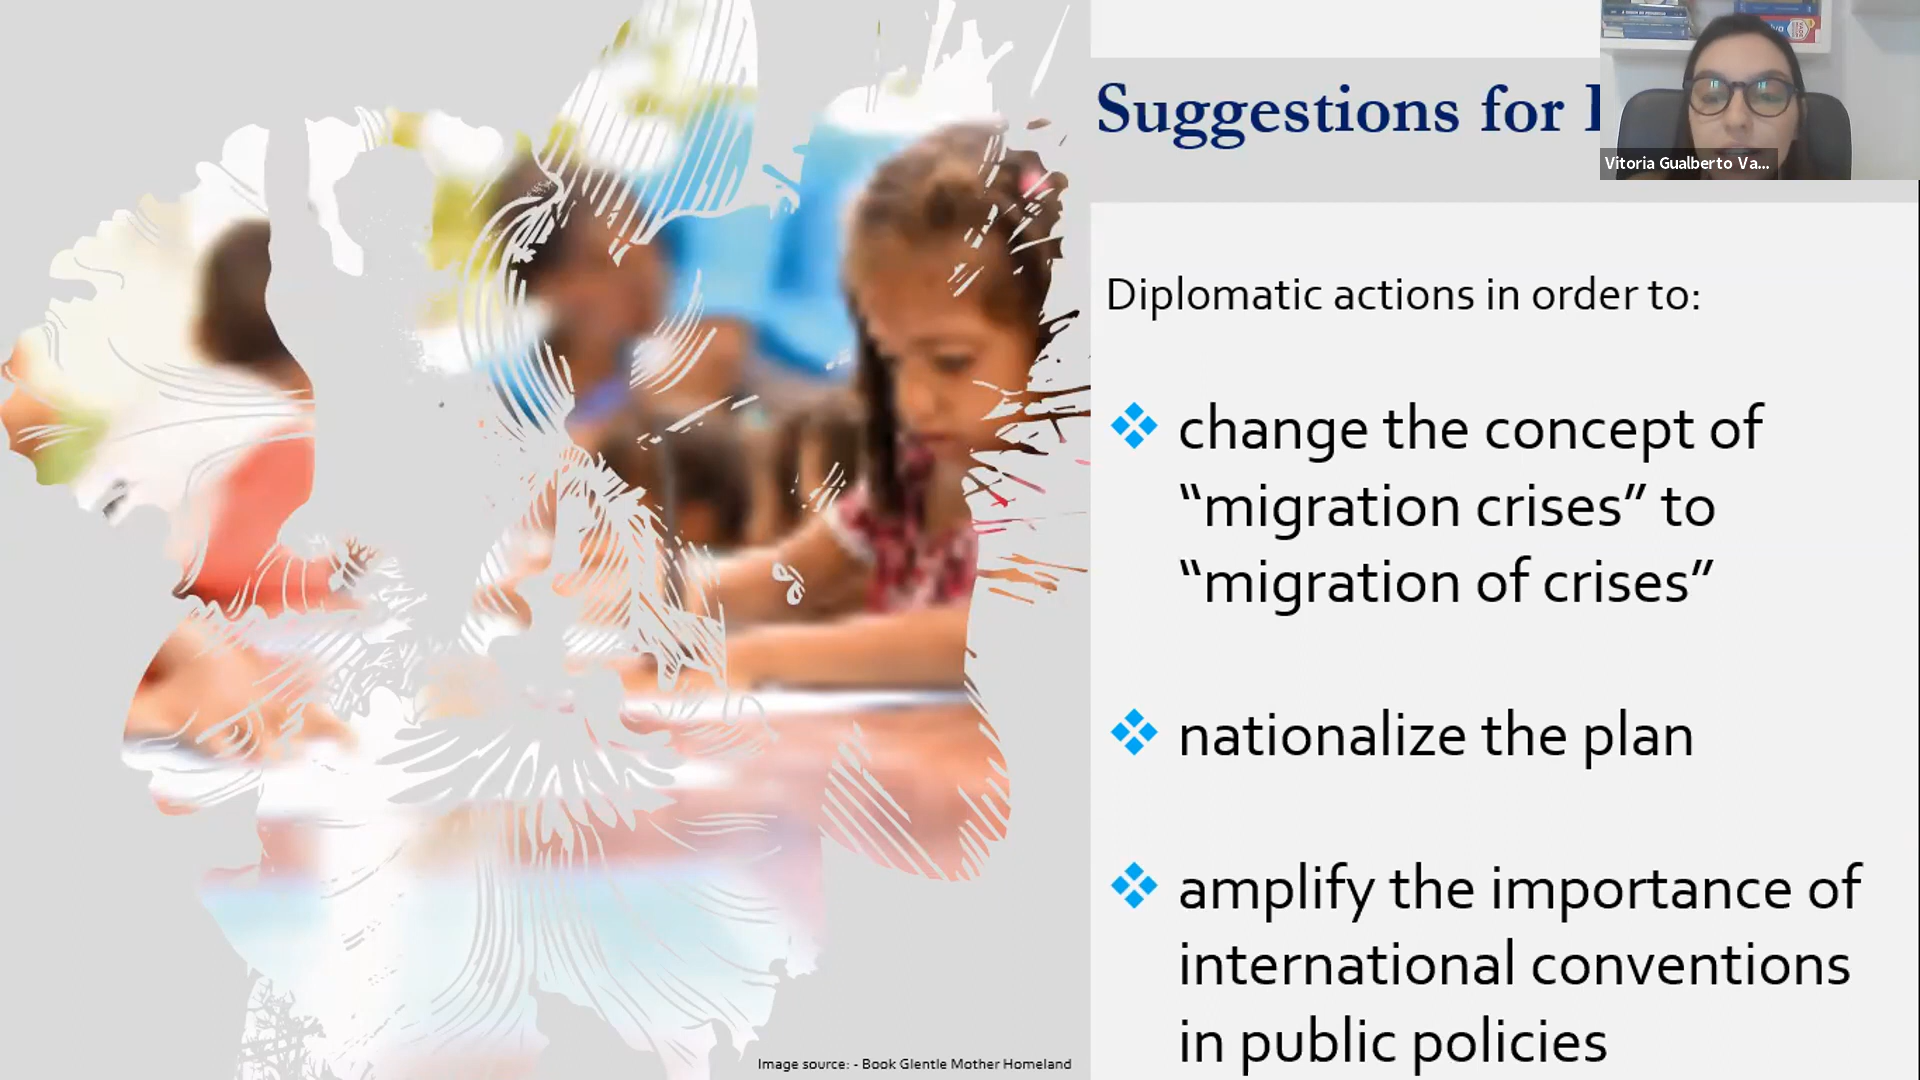 Suggestions for
Vitoria Gualberto Va...
Diplomatic actions in order to:
change the concept of
“migration crises” to
“migration of crises”
nationalize the plan
amplify the importance of
international conventions
in public policies
Image source: - Book Glentle Mother Homeland